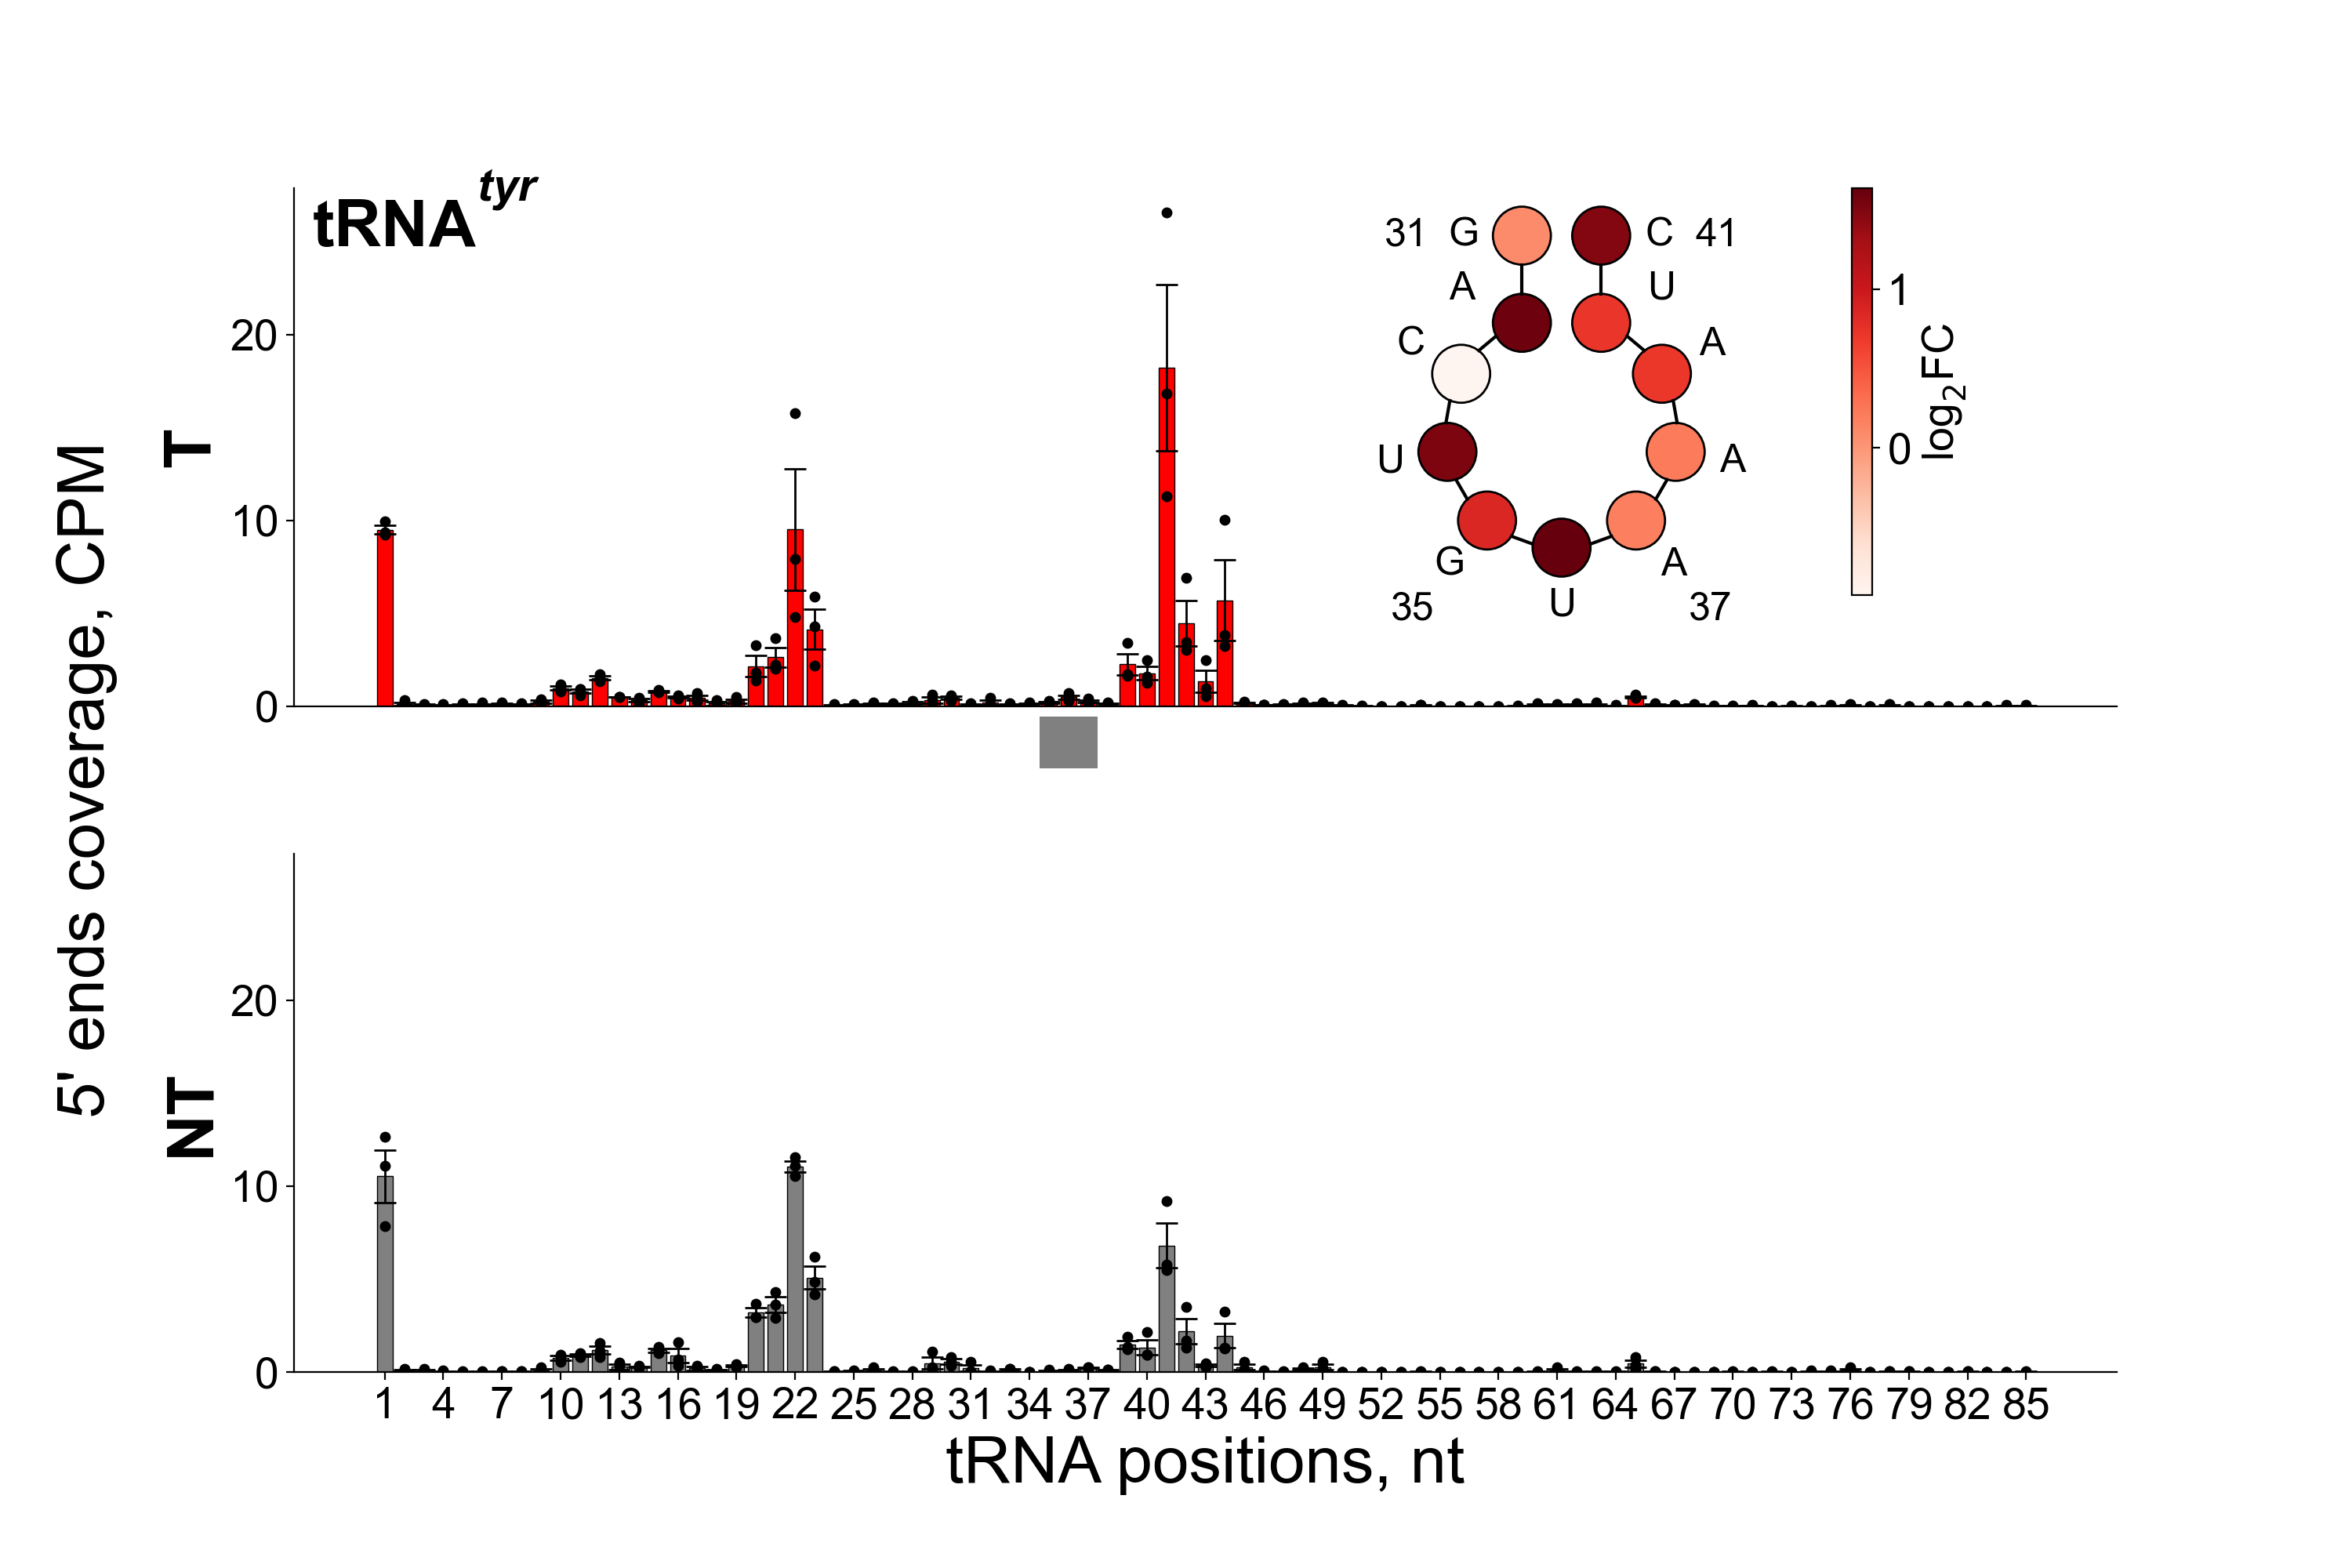 tRNA^tyr
5' ends coverage, CPM
T
20
10
0
31 G C 41
A U
C A
U A
G A
35 U 37
1
0
log₂FC
NT
20
10
0
1 4 7 10 13 16 19 22 25 28 31 34 37 40 43 46 49 52 55 58 61 64 67 70 73 76 79 82 85
tRNA positions, nt